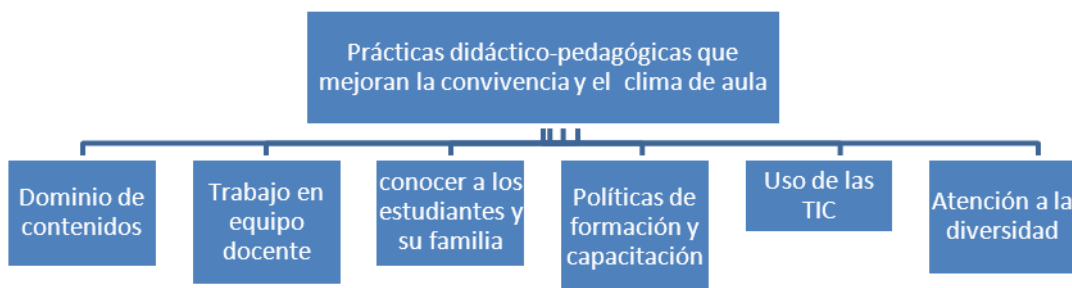 Prácticas didáctico-pedagógicas que
mejoran la convivencia y el clima de aula
Dominio de
contenidos
Trabajo en
equipo
docente
conocer a los
estudiantes y
su familia
Políticas de
formación y
capacitación
Uso de las
TIC
Atención a la
diversidad